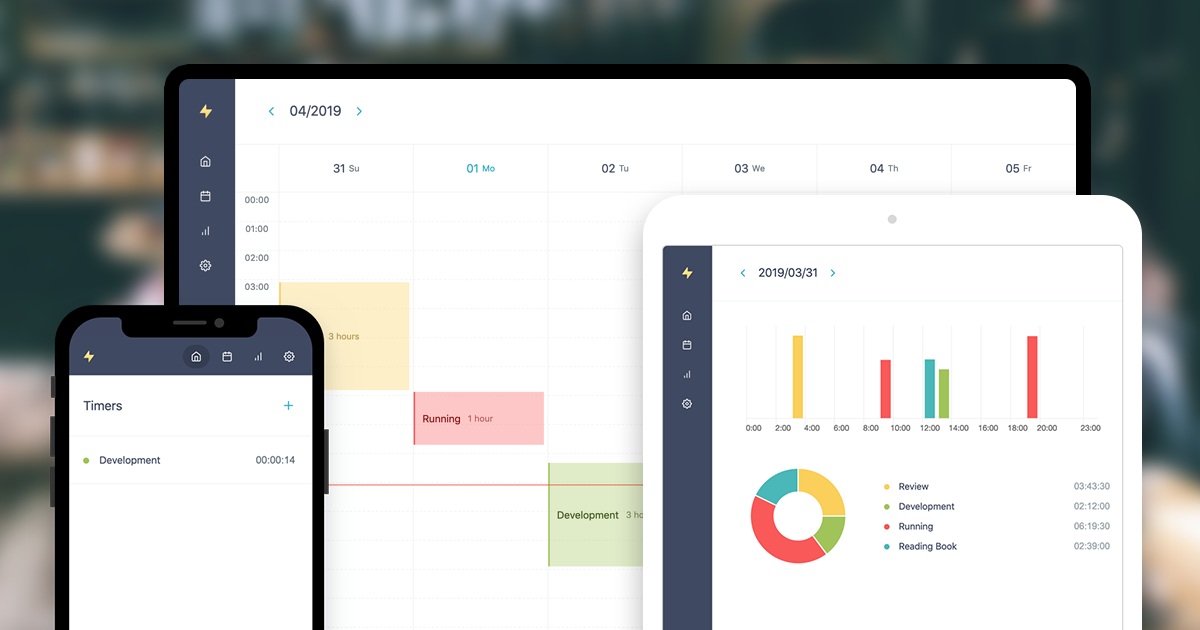 04/2019
31 Su
01 Mo
02 Tu
03 We
04 Th
05 Fr
00:00
01:00
02:00
03:00
3 hours
Running 1 hour
Development 3 ho
Timers
Development 00:00:14
2019/03/31
0:00 2:00 4:00 6:00 8:00 10:00 12:00 14:00 16:00 18:00 20:00 23:00
Review 03:43:30
Development 02:12:00
Running 06:19:30
Reading Book 02:39:00